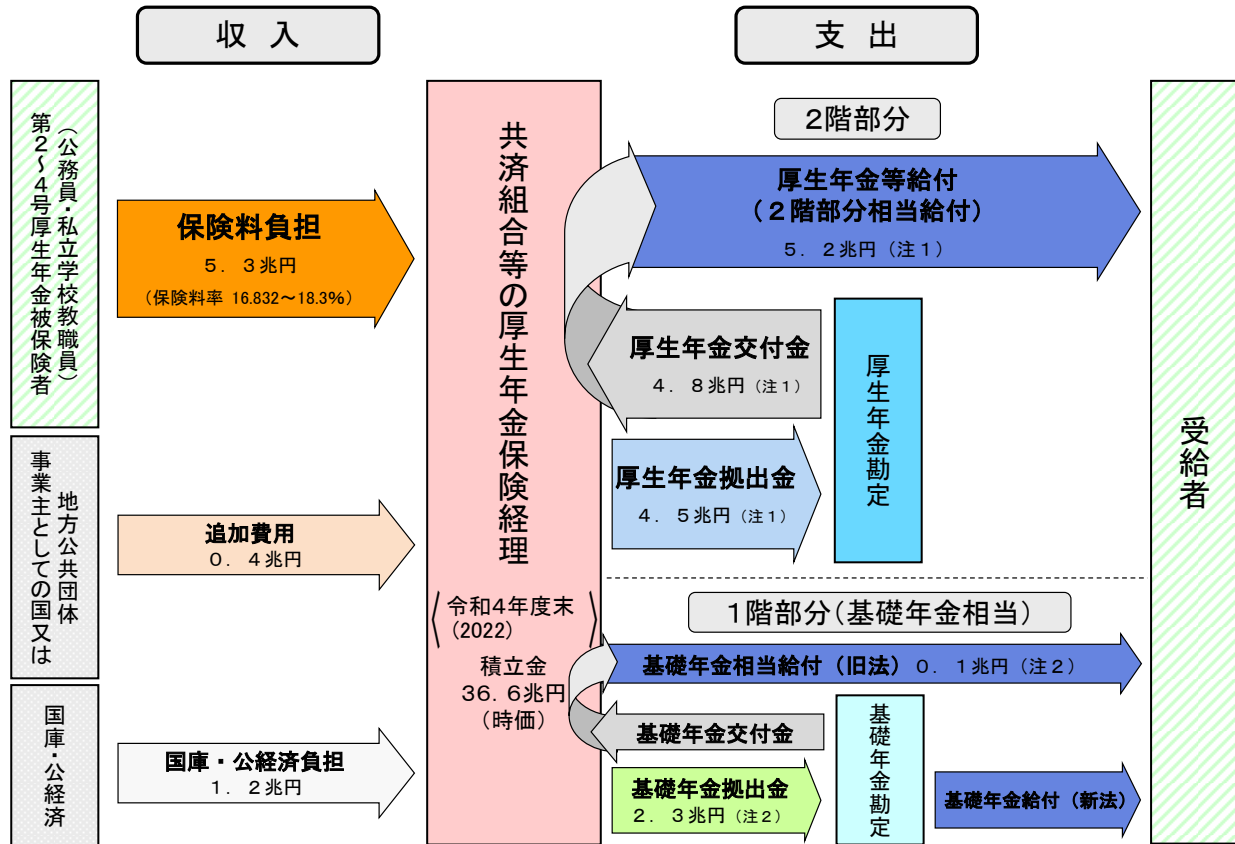 収 入
支 出
（公務員・私立学校教職員）
第２～４号厚生年金被保険者
保険料負担
５．３兆円
（保険料率 16.832～18.3%）
地方公共団体
事業主としての国又は
追加費用
０．４兆円
国庫・公経済
国庫・公経済負担
１．２兆円
共済組合等の厚生年金保険経理
令和４年度末
(2022)
積立金
３６．６兆円
（時価）
２階部分
厚生年金等給付
（２階部分相当給付）
５．２兆円（注１）
厚生年金交付金
４．８兆円（注１）
厚生年金拠出金
４．５兆円（注１）
厚生年金勘定
１階部分（基礎年金相当）
基礎年金相当給付（旧法）０．１兆円（注２）
基礎年金交付金
基礎年金拠出金
２．３兆円（注２）
基礎年金勘定
基礎年金給付（新法）
受給者